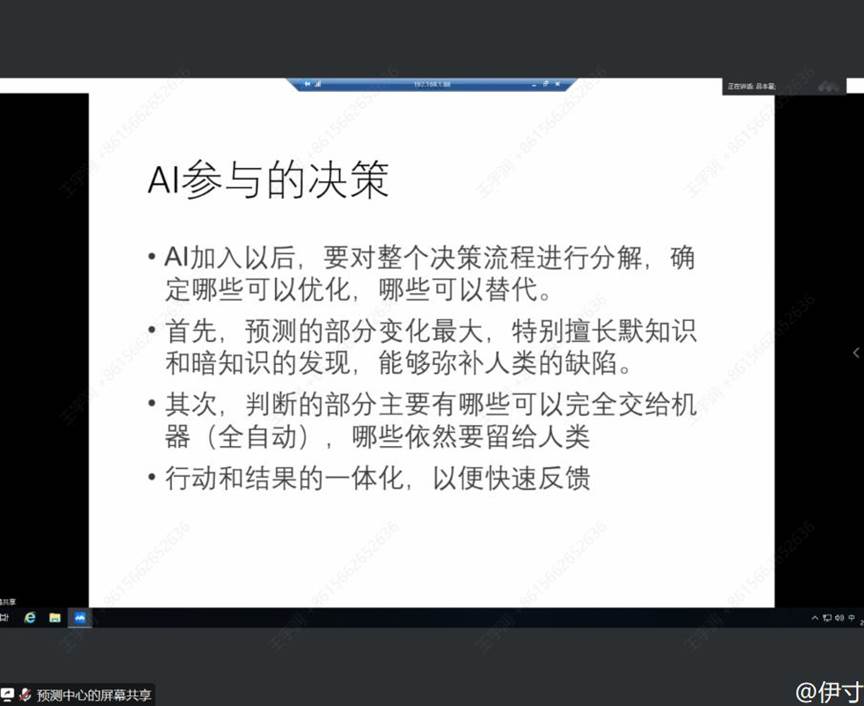 192.168.1.88
正在讲话: 吕本富;
AI参与的决策
• AI加入以后，要对整个决策流程进行分解，确
定哪些可以优化，哪些可以替代。
• 首先，预测的部分变化最大，特别擅长默知识
和暗知识的发现，能够弥补人类的缺陷。
• 其次，判断的部分主要有哪些可以完全交给机
器（全自动），哪些依然要留给人类
• 行动和结果的一体化，以便快速反馈
中
预测中心的屏幕共享
@伊寸